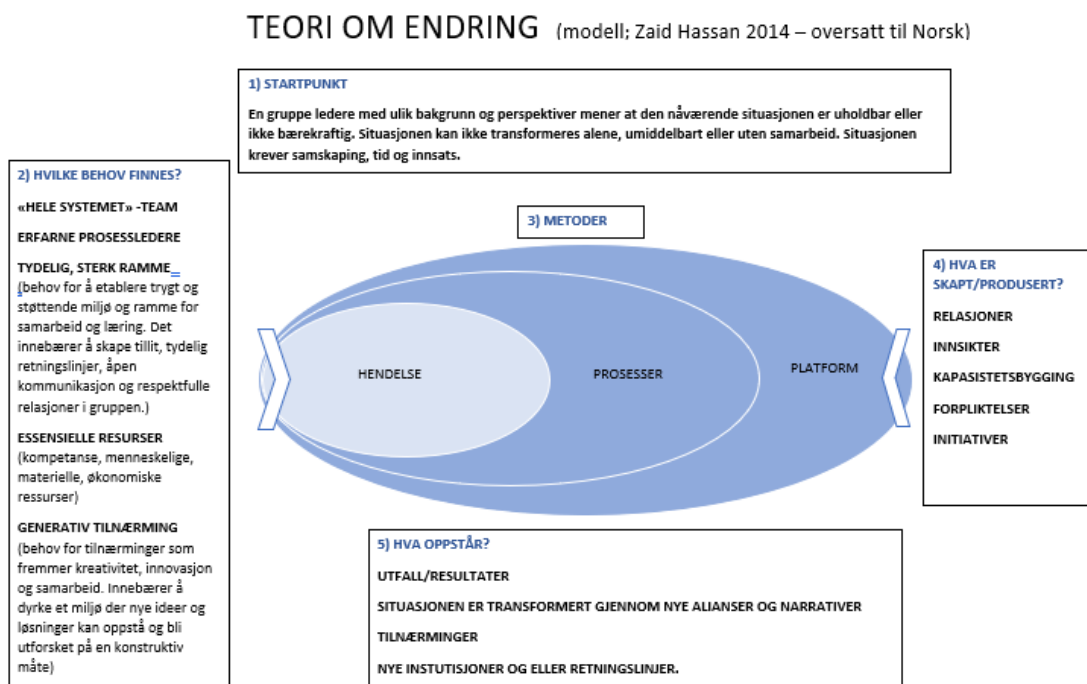 TEORI OM ENDRING (modell; Zaid Hassan 2014 – oversatt til Norsk)
1) STARTPUNKT
En gruppe ledere med ulik bakgrunn og perspektiver mener at den nåværende situasjonen er uholdbar eller
ikke bærekraftig. Situasjonen kan ikke transformeres alene, umiddelbart eller uten samarbeid. Situasjonen
krever samskaping, tid og innsats.
2) HVILKE BEHOV FINNES?
«HELE SYSTEMET» -TEAM
ERFARNE PROSESSLEDERE
TYDELIG, STERK RAMME
(behov for å etablere trygt og
støttende miljø og ramme for
samarbeid og læring. Det
innebærer å skape tillit, tydelig
retningslinjer, åpen
kommunikasjon og respektfulle
relasjoner i gruppen.)
ESSENSIELLE RESURSER
(kompetanse, menneskelige,
materielle, økonomiske
ressurser)
GENERATIV TILNÆRMING
(behov for tilnærminger som
fremmer kreativitet, innovasjon
og samarbeid. Innebærer å
dyrke et miljø der nye ideer og
løsninger kan oppstå og bli
utforsket på en konstruktiv
måte)
3) METODER
HENDELSE
PROSESSER
PLATFORM
4) HVA ER
SKAPT/PRODUSERT?
RELASJONER
INNSIKTER
KAPASISTETSBYGGING
FORPLIKTELSER
INITIATIVER
5) HVA OPPSTÅR?
UTFALL/RESULTATER
SITUASJONEN ER TRANSFORMERT GJENNOM NYE ALIANSER OG NARRATIVER
TILNÆRMINGER
NYE INSTUTISJONER OG ELLER RETNINGSLINJER.